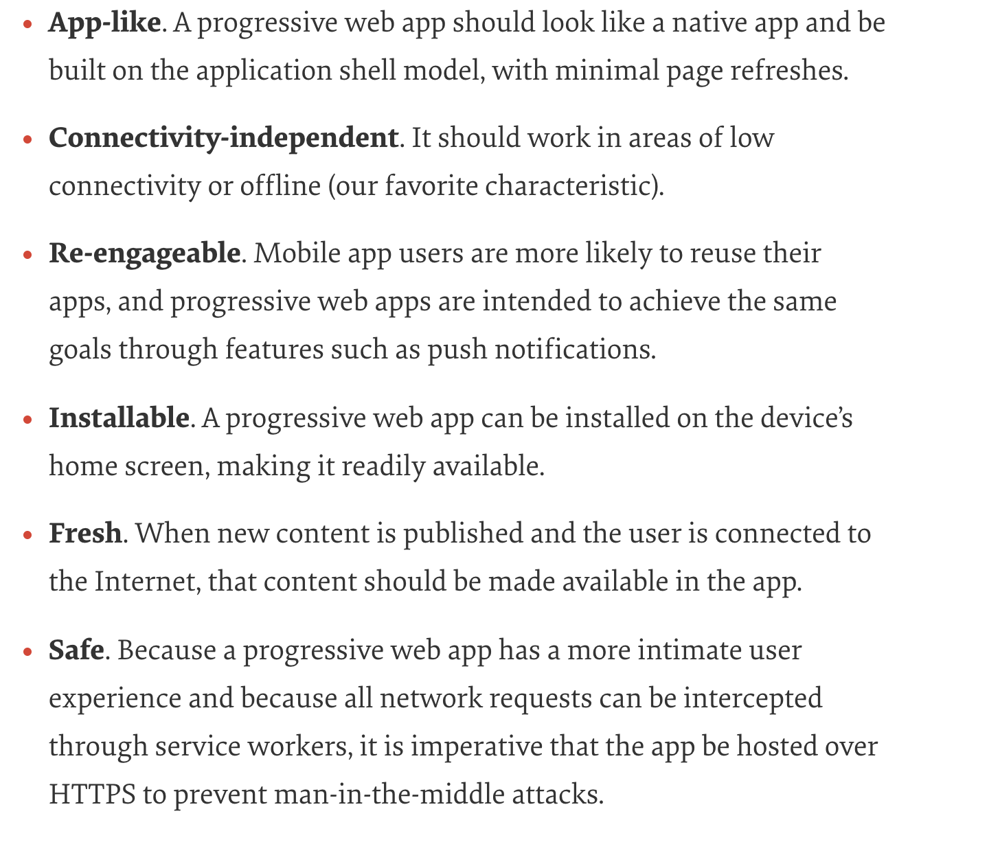 • App-like. A progressive web app should look like a native app and be
built on the application shell model, with minimal page refreshes.
• Connectivity-independent. It should work in areas of low
connectivity or offline (our favorite characteristic).
• Re-engageable. Mobile app users are more likely to reuse their
apps, and progressive web apps are intended to achieve the same
goals through features such as push notifications.
• Installable. A progressive web app can be installed on the device’s
home screen, making it readily available.
• Fresh. When new content is published and the user is connected to
the Internet, that content should be made available in the app.
• Safe. Because a progressive web app has a more intimate user
experience and because all network requests can be intercepted
through service workers, it is imperative that the app be hosted over
HTTPS to prevent man-in-the-middle attacks.